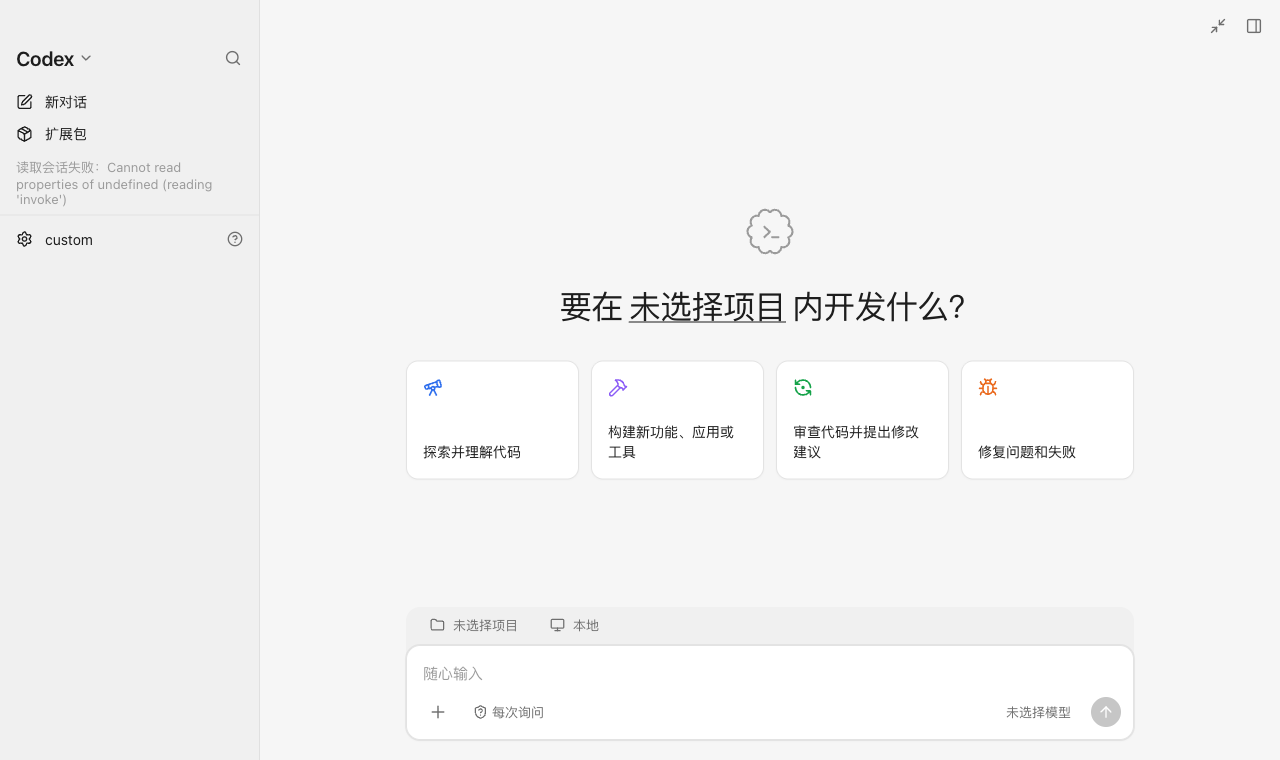 Codex
新对话
扩展包
读取会话失败：Cannot read
properties of undefined (reading
'invoke')
custom
要在 未选择项目 内开发什么?
探索并理解代码
构建新功能、应用或
工具
审查代码并提出修改
建议
修复问题和失败
未选择项目
本地
随心输入
每次询问
未选择模型